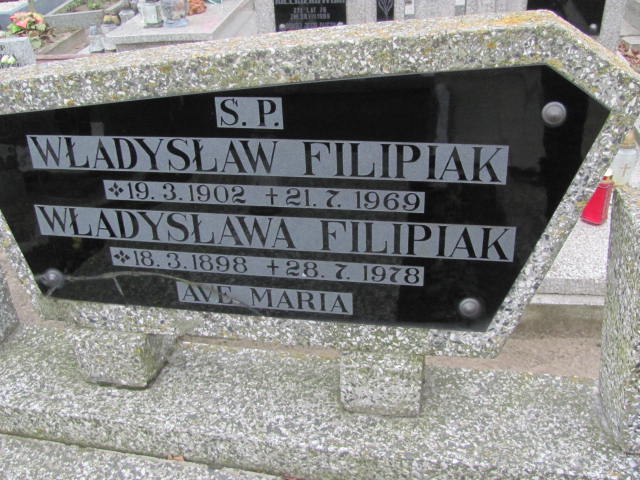 S. P.
WŁADYSŁAW FILIPIAK
19. 3. 1902 +21. 7. 1969
WŁADYSŁAWA FILIPIAK
18. 3. 1898 +28. 7. 1978
AVE MARIA